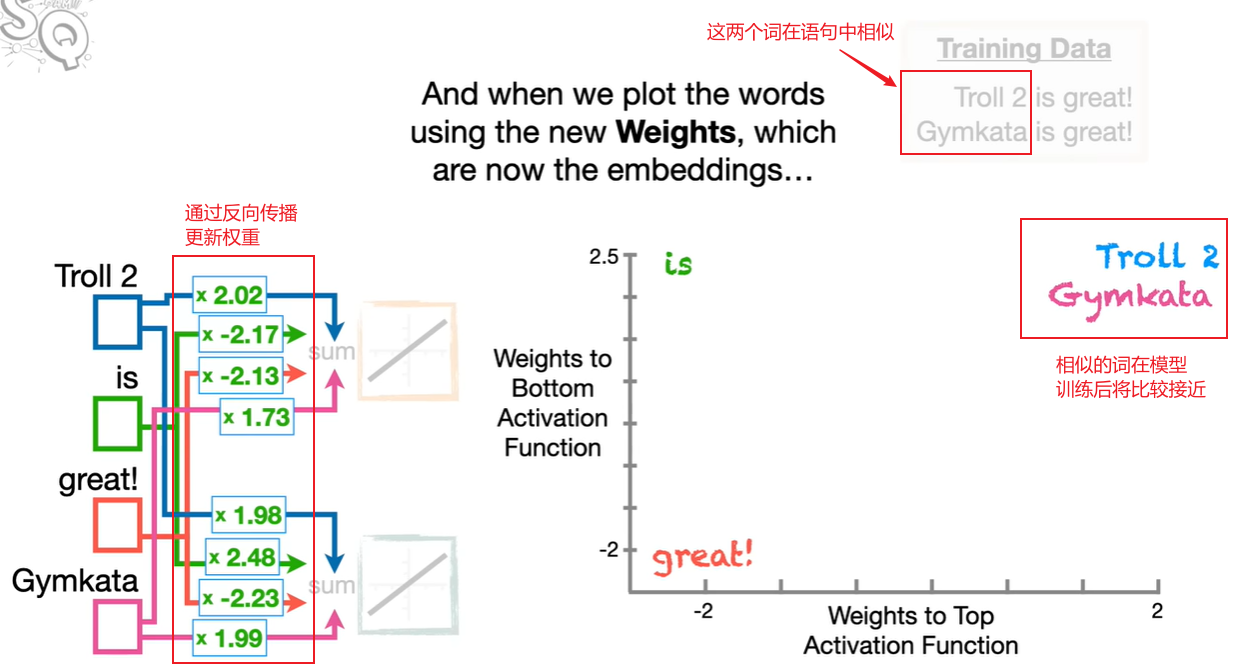 SQ
这两个词在语句中相似
Training Data
Troll 2 is great!
Gymkata is great!
And when we plot the words
using the new Weights, which
are now the embeddings…
通过反向传播
更新权重
Troll 2
is
great!
Gymkata
x 2.02
x -2.17
x -2.13
x 1.73
sum
x 1.98
x 2.48
x -2.23
x 1.99
sum
2.5
-2
Weights to
Bottom
Activation
Function
is
great!
Troll 2
Gymkata
相似的词在模型
训练后将比较接近
-2
2
Weights to Top
Activation Function